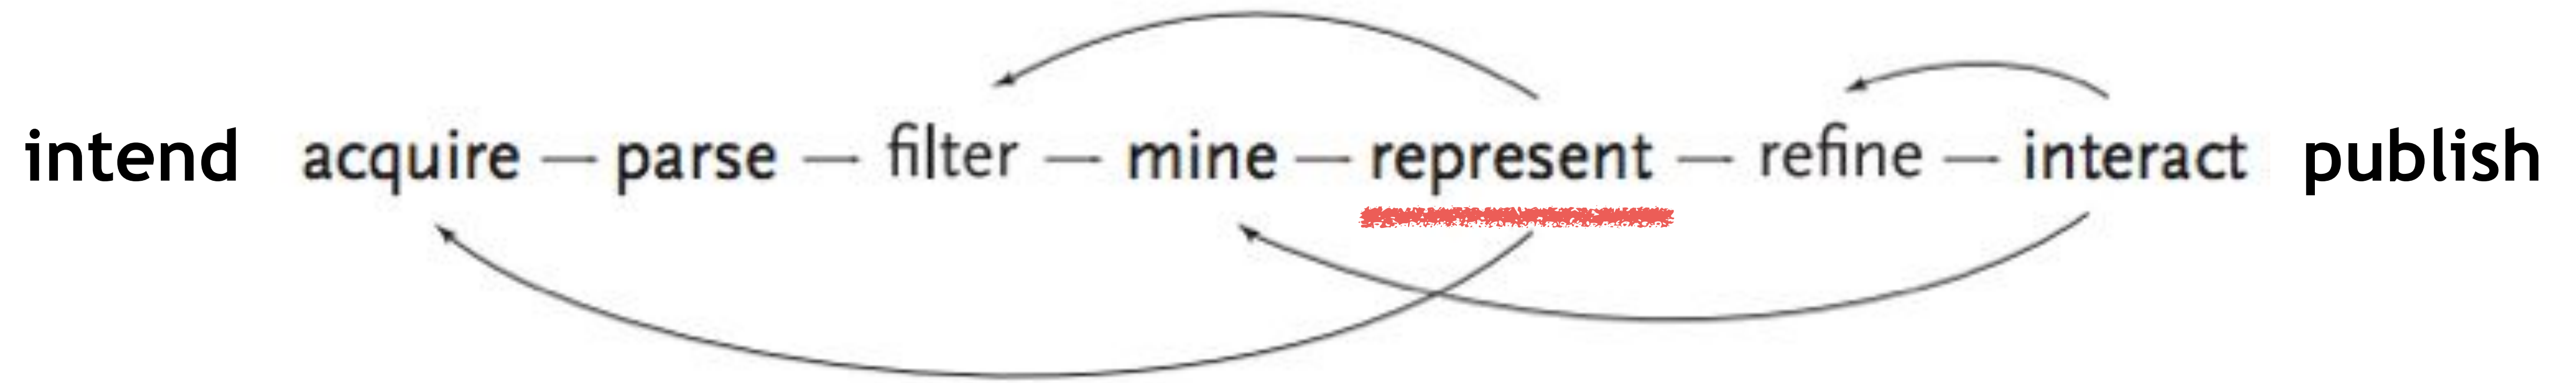 intend acquire — parse — filter — mine — represent — refine — interact publish